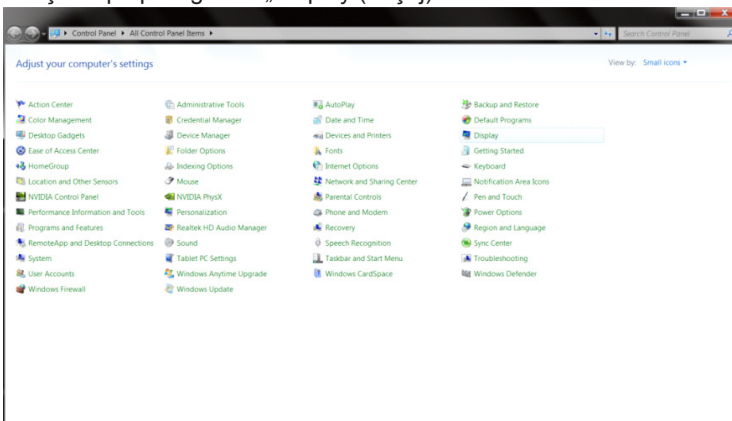 Control Panel ▸ All Control Panel Items ▸
Search Control Panel
Adjust your computer's settings
View by: Small icons
Action Center
Administrative Tools
AutoPlay
Backup and Restore
Color Management
Credential Manager
Date and Time
Default Programs
Desktop Gadgets
Device Manager
Devices and Printers
Display
Ease of Access Center
Folder Options
Fonts
Getting Started
HomeGroup
Indexing Options
Internet Options
Keyboard
Location and Other Sensors
Mouse
Network and Sharing Center
Notification Area Icons
NVIDIA Control Panel
NVIDIA PhysX
Parental Controls
Pen and Touch
Performance Information and Tools
Personalization
Phone and Modem
Power Options
Programs and Features
Realtek HD Audio Manager
Recovery
Region and Language
RemoteApp and Desktop Connections
Sound
Speech Recognition
Sync Center
System
Tablet PC Settings
Taskbar and Start Menu
Troubleshooting
User Accounts
Windows Anytime Upgrade
Windows CardSpace
Windows Defender
Windows Firewall
Windows Update